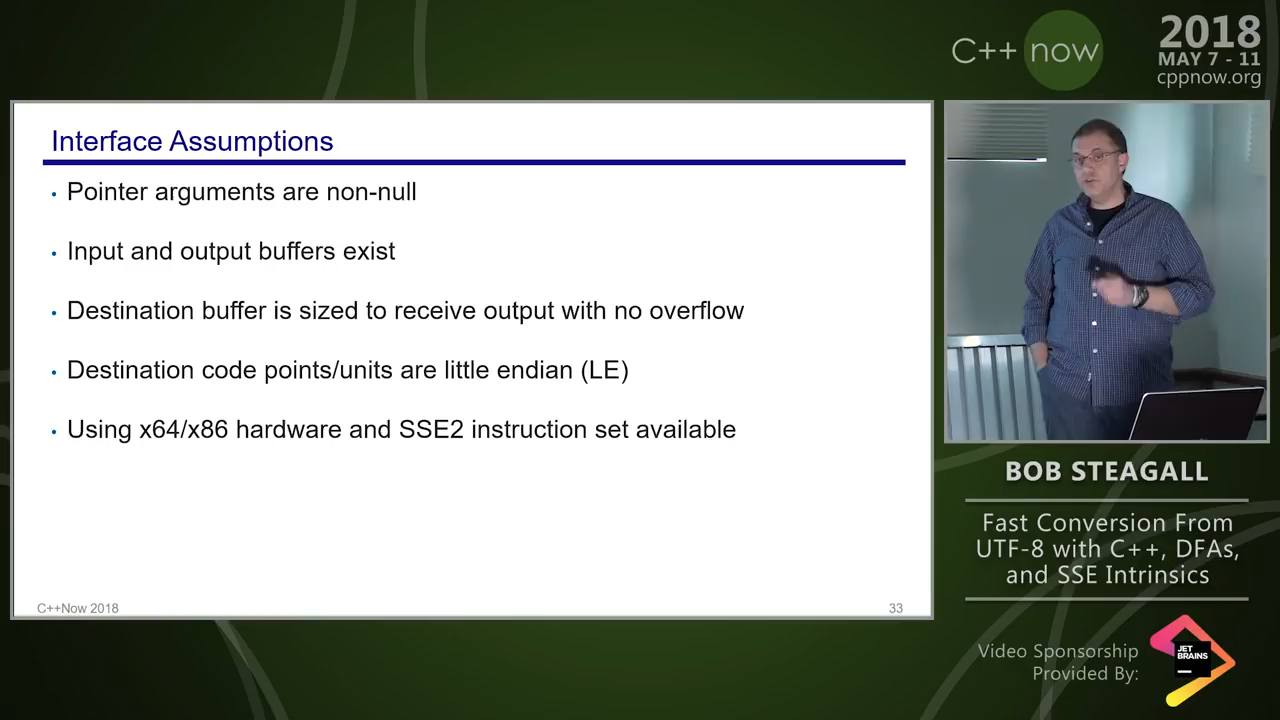 C++ now
2018
MAY 7 - 11
cppnow.org
Interface Assumptions
• Pointer arguments are non-null
• Input and output buffers exist
• Destination buffer is sized to receive output with no overflow
• Destination code points/units are little endian (LE)
• Using x64/x86 hardware and SSE2 instruction set available
C++Now 2018
33
BOB STEAGALL
Fast Conversion From
UTF-8 with C++, DFAs,
and SSE Intrinsics
Video Sponsorship
Provided By:
JET
BRAINS